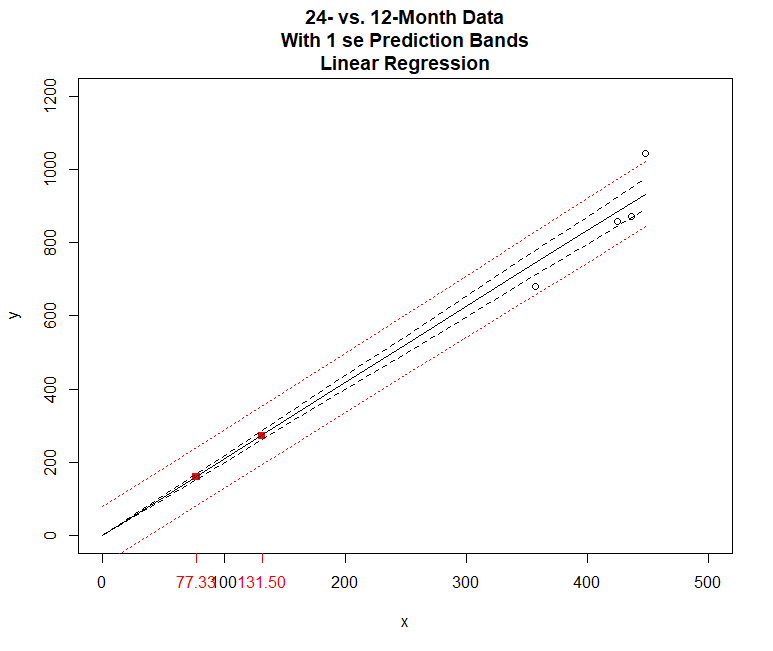 24- vs. 12-Month Data
With 1 se Prediction Bands
Linear Regression
1200
1000
800
600
400
200
0
y
0 77.33 100 131.50 200 300 400 500
x